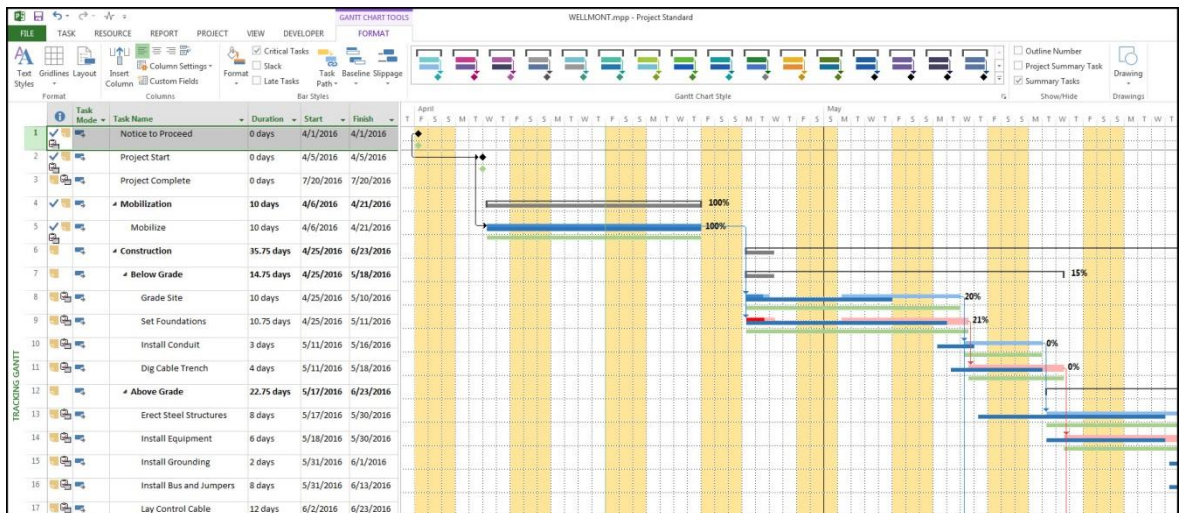 GANTT CHART TOOLS
WELLMONT.mpp - Project Standard
FILE TASK RESOURCE REPORT PROJECT VIEW DEVELOPER FORMAT
Text Styles Gridlines Layout
Insert Column
Column Settings
Custom Fields
Format
Critical Tasks
Slack
Late Tasks
Task Path
Baseline Slippage
Outline Number
Project Summary Task
Summary Tasks
Drawing
Format Columns Bar Styles Gantt Chart Style Show/Hide Drawings
Task Mode Task Name Duration Start Finish
April May
1 Notice to Proceed 0 days 4/1/2016 4/1/2016
2 Project Start 0 days 4/5/2016 4/5/2016
3 Project Complete 0 days 7/20/2016 7/20/2016
4 Mobilization 10 days 4/6/2016 4/21/2016 100%
5 Mobilize 10 days 4/6/2016 4/21/2016 100%
6 Construction 35.75 days 4/25/2016 6/23/2016
7 Below Grade 14.75 days 4/25/2016 5/18/2016 15%
8 Grade Site 10 days 4/25/2016 5/10/2016 20%
9 Set Foundations 10.75 days 4/25/2016 5/11/2016 21%
10 Install Conduit 3 days 5/11/2016 5/16/2016 0%
11 Dig Cable Trench 4 days 5/11/2016 5/18/2016 0%
12 Above Grade 22.75 days 5/17/2016 6/23/2016
13 Erect Steel Structures 8 days 5/17/2016 5/30/2016
14 Install Equipment 6 days 5/18/2016 5/30/2016
15 Install Grounding 2 days 5/31/2016 6/1/2016
16 Install Bus and Jumpers 8 days 5/31/2016 6/13/2016
17 Lay Control Cable 12 days 6/2/2016 6/23/2016
TRACKING GANTT